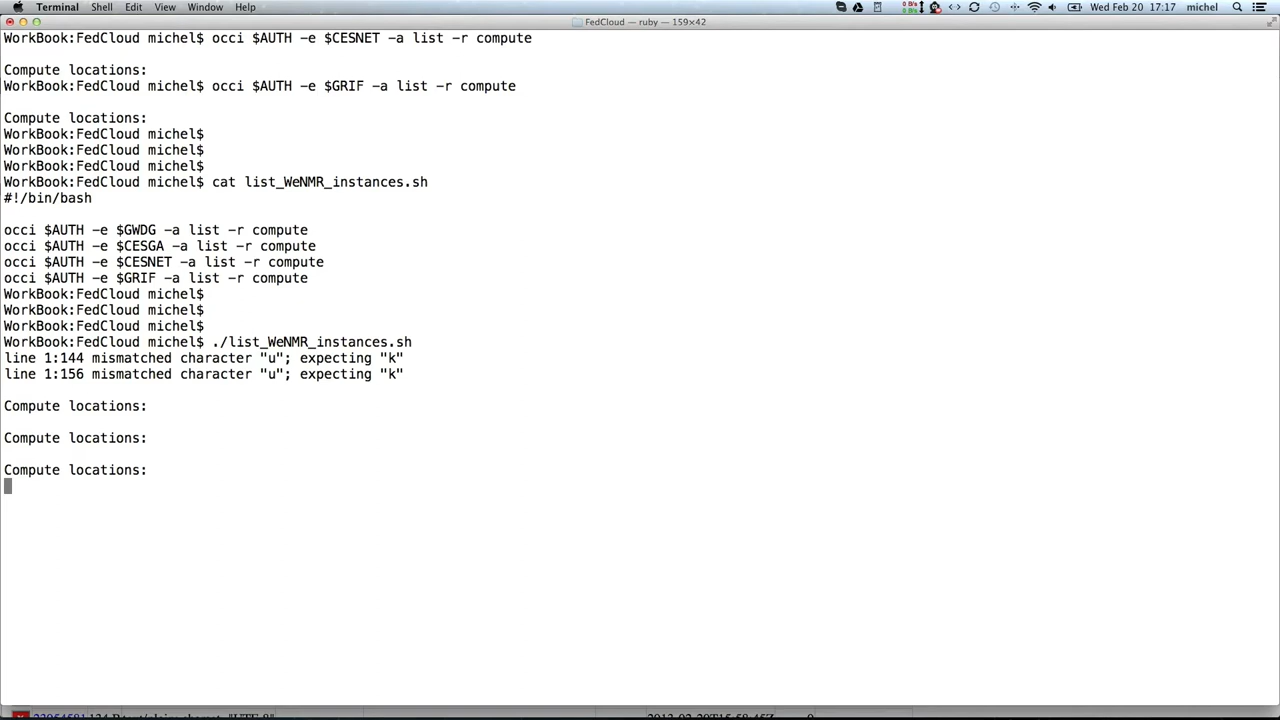 Terminal Shell Edit View Window Help
Wed Feb 20 17:17 michel
FedCloud — ruby — 159×42
WorkBook:FedCloud michel$ occi $AUTH -e $CESNET -a list -r compute
Compute locations:
WorkBook:FedCloud michel$ occi $AUTH -e $GRIF -a list -r compute
Compute locations:
WorkBook:FedCloud michel$
WorkBook:FedCloud michel$
WorkBook:FedCloud michel$
WorkBook:FedCloud michel$ cat list_WeNMR_instances.sh
#!/bin/bash
occi $AUTH -e $GWDG -a list -r compute
occi $AUTH -e $CESGA -a list -r compute
occi $AUTH -e $CESNET -a list -r compute
occi $AUTH -e $GRIF -a list -r compute
WorkBook:FedCloud michel$
WorkBook:FedCloud michel$
WorkBook:FedCloud michel$
WorkBook:FedCloud michel$ ./list_WeNMR_instances.sh
line 1:144 mismatched character "u"; expecting "k"
line 1:156 mismatched character "u"; expecting "k"
Compute locations:
Compute locations:
Compute locations: